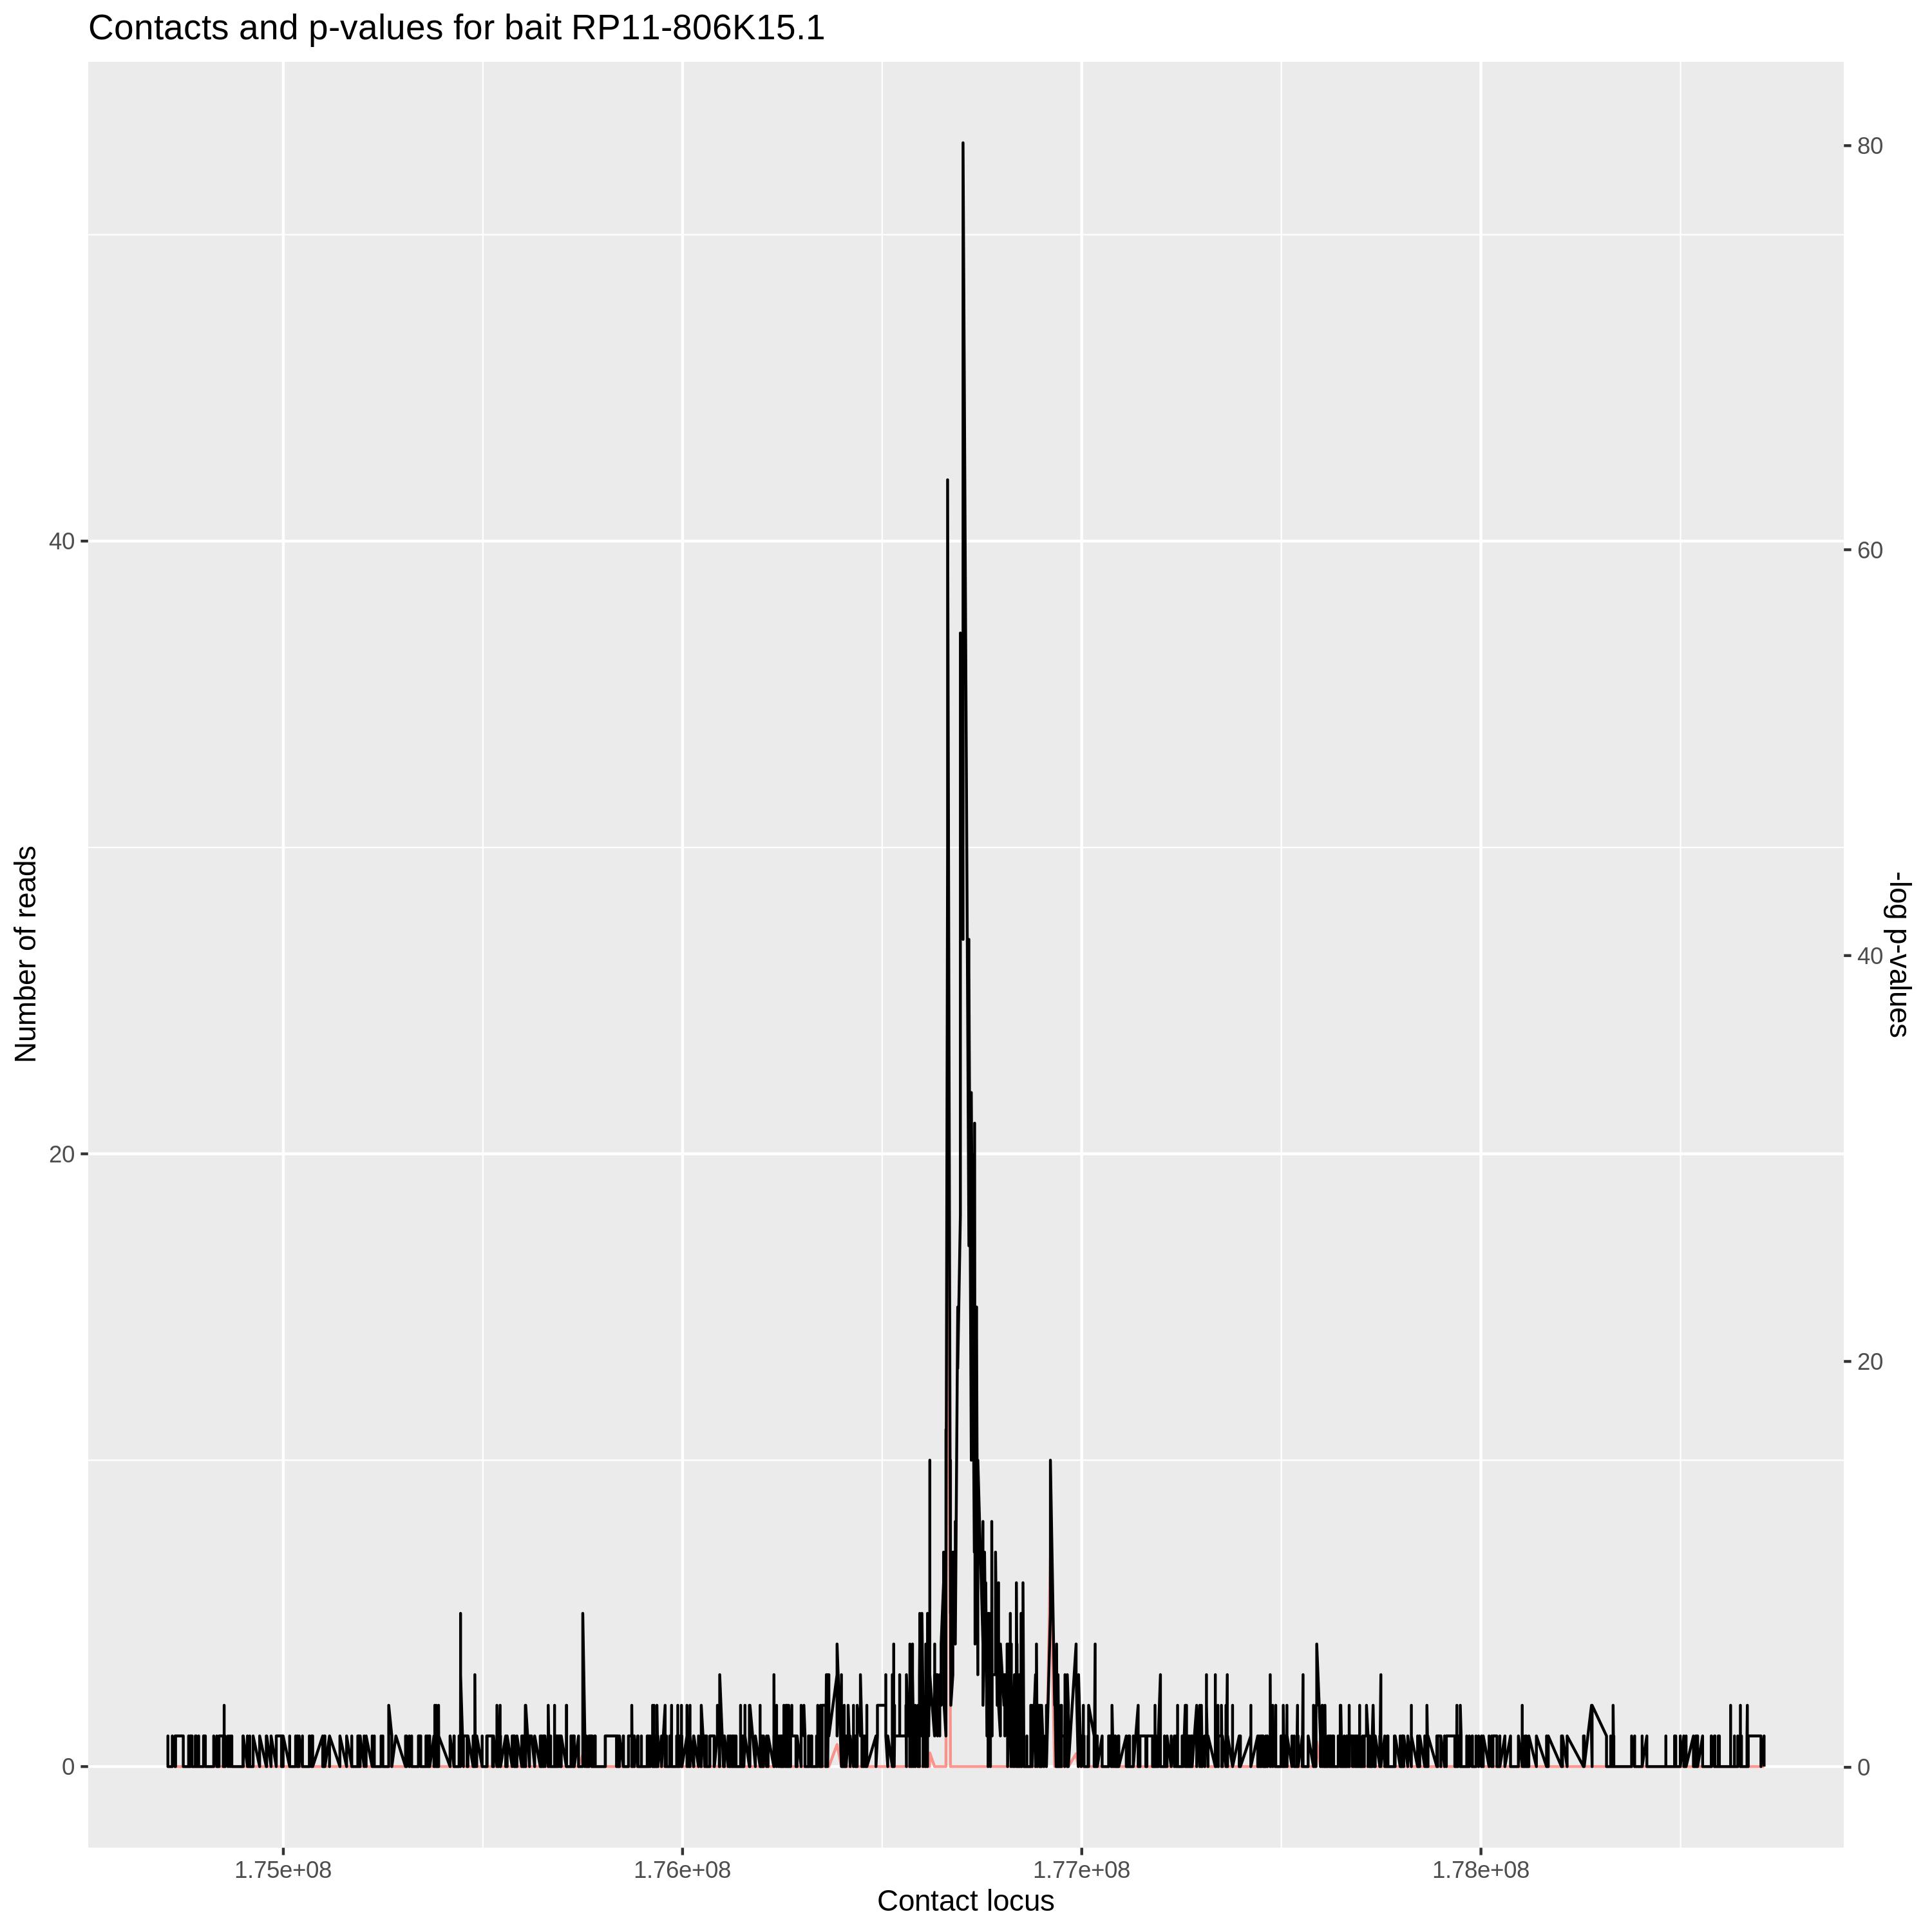 Contacts and p-values for bait RP11-806K15.1
80
60
40
20
0
40
20
0
Number of reads
-log p-values
1.75e+08
1.76e+08
1.77e+08
1.78e+08
Contact locus